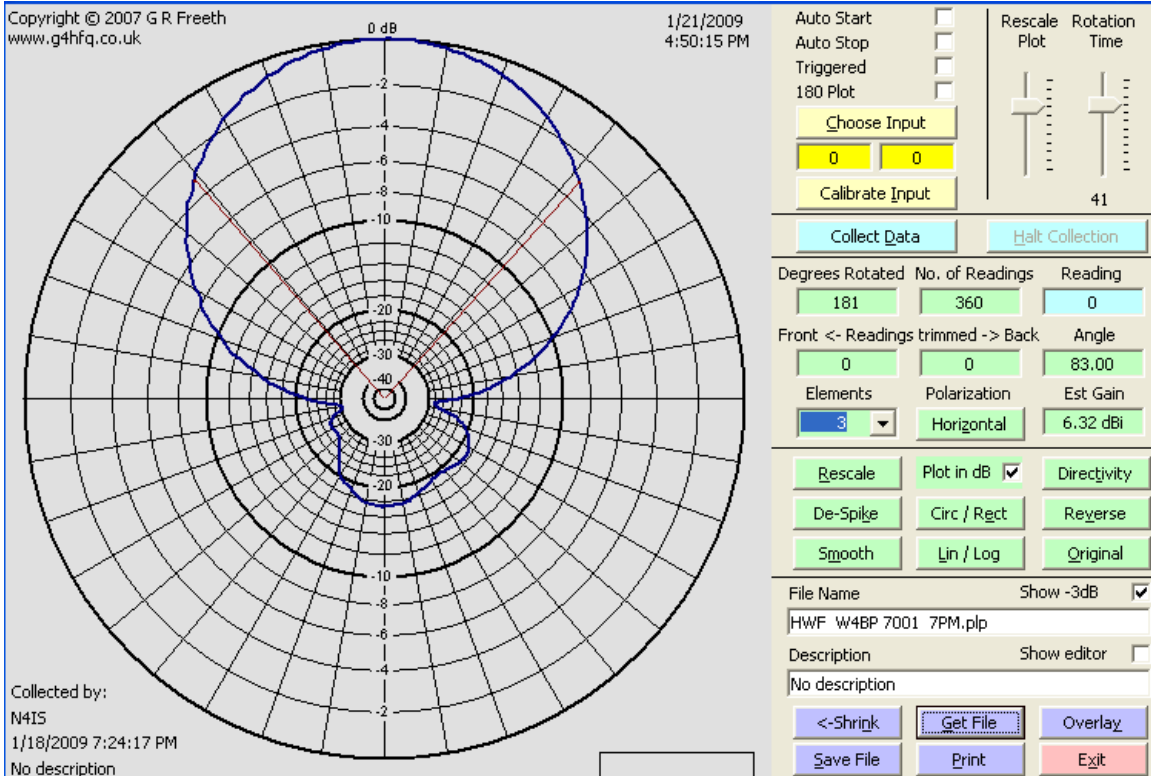 Copyright © 2007 G R Freeth
www.g4hfq.co.uk
1/21/2009
4:50:15 PM
0 dB
-2
-4
-6
-8
-10
-20
-30
-40
-30
-20
-10
-8
-6
-4
-2
Collected by:
N4IS
1/18/2009 7:24:17 PM
No description
Auto Start
Auto Stop
Triggered
180 Plot
Choose Input
0 0
Calibrate Input
Rescale Plot
Rotation Time
41
Collect Data
Halt Collection
Degrees Rotated No. of Readings Reading
181 360 0
Front <- Readings trimmed -> Back Angle
0 0 83.00
Elements Polarization Est Gain
3 Horizontal 6.32 dBi
Rescale Plot in dB Directivity
De-Spike Circ / Rect Reverse
Smooth Lin / Log Original
File Name Show -3dB
HWF W4BP 7001 7PM.plp
Description Show editor
No description
<-Shrink Get File Overlay
Save File Print Exit